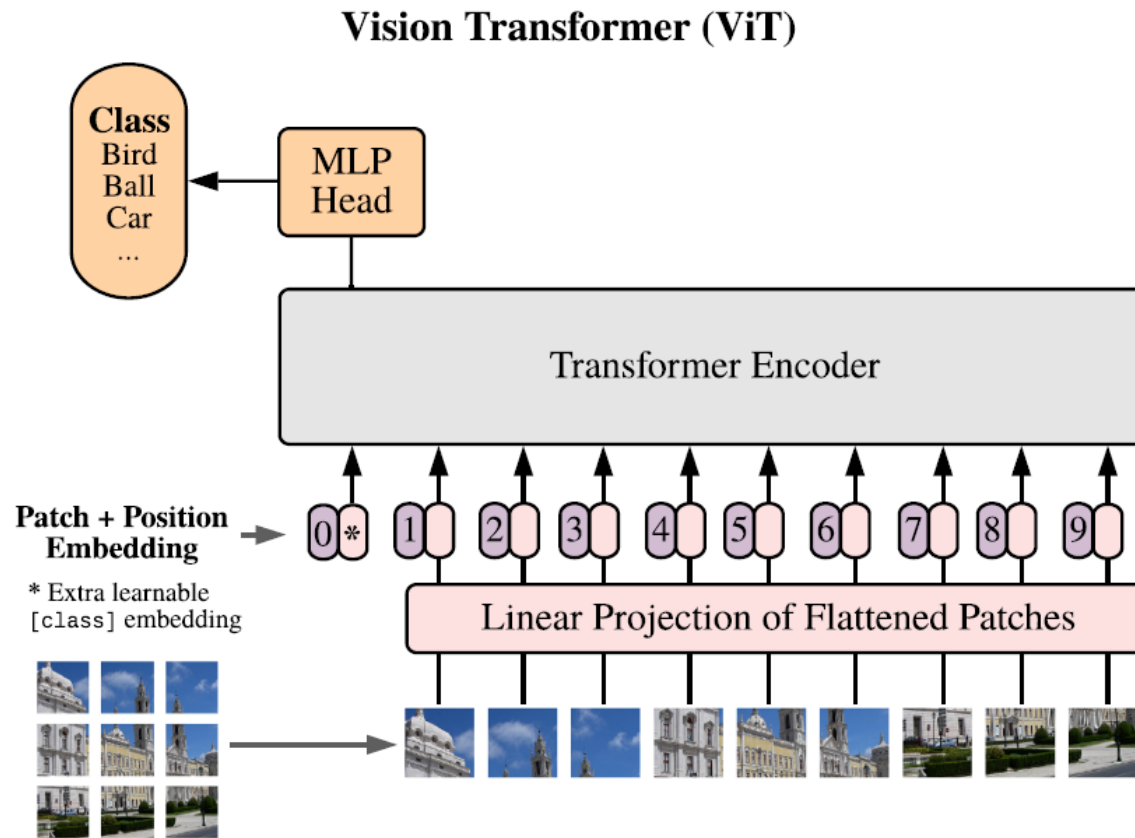 Vision Transformer (ViT)
Class
Bird
Ball
Car
...
MLP
Head
Transformer Encoder
Patch + Position
Embedding
0 * 1 2 3 4 5 6 7 8 9
* Extra learnable
[class] embedding
Linear Projection of Flattened Patches